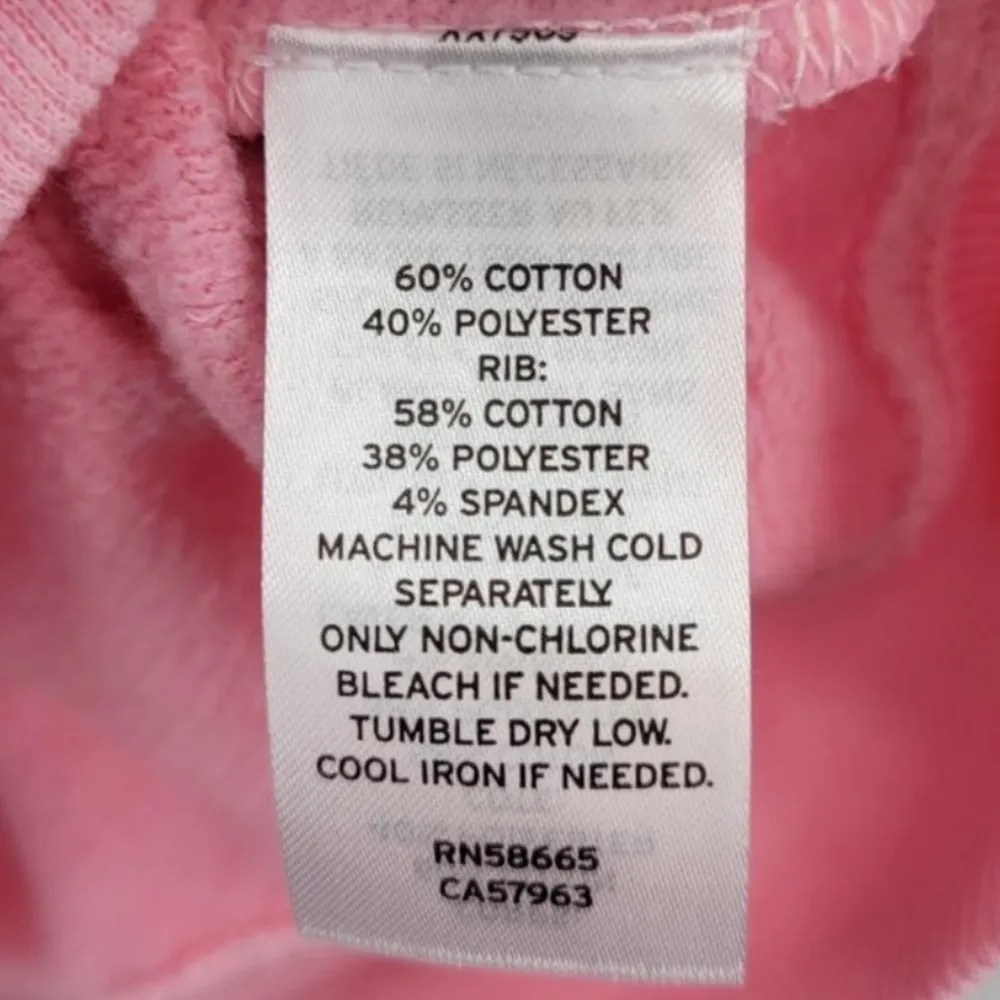 60% COTTON
40% POLYESTER
RIB:
58% COTTON
38% POLYESTER
4% SPANDEX
MACHINE WASH COLD
SEPARATELY
ONLY NON-CHLORINE
BLEACH IF NEEDED.
TUMBLE DRY LOW.
COOL IRON IF NEEDED.
RN58665
CA57963